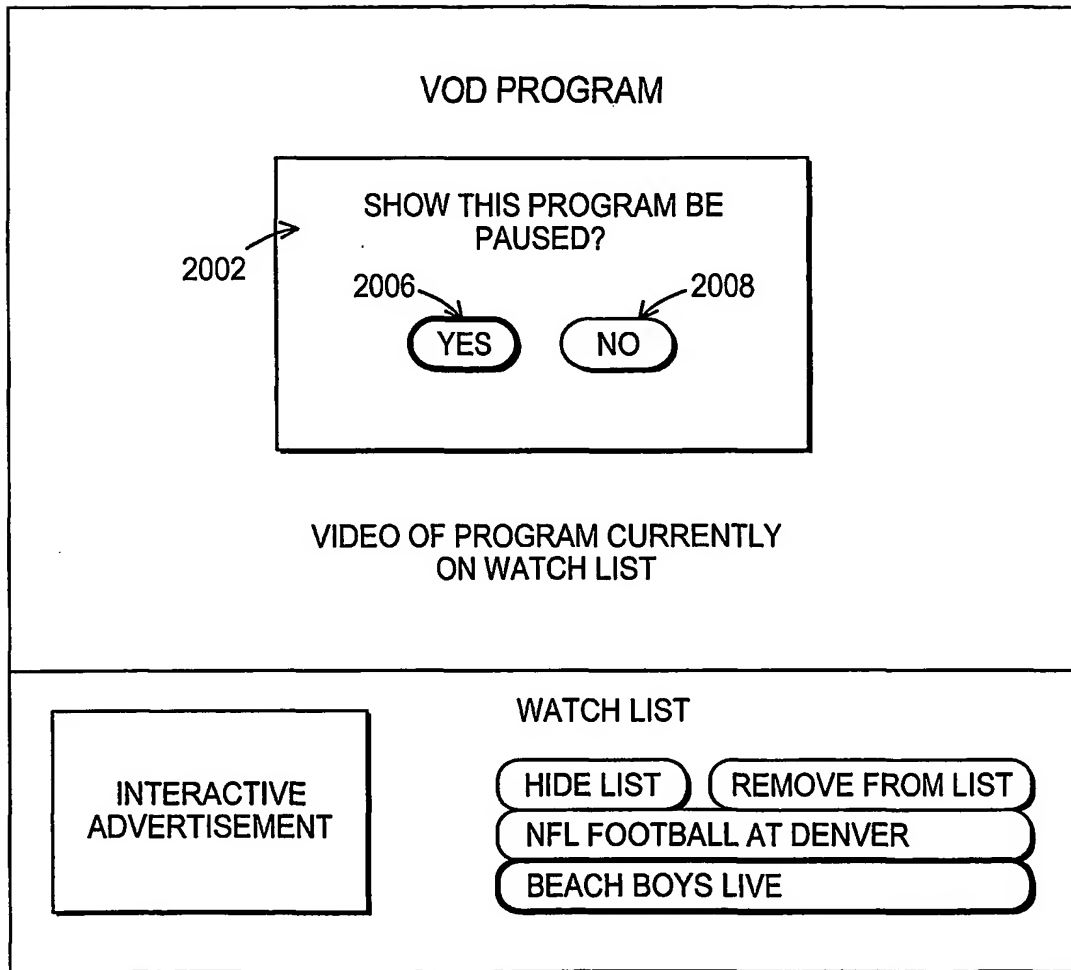 VOD PROGRAM
SHOW THIS PROGRAM BE
PAUSED?
2002
2006
2008
YES
NO
VIDEO OF PROGRAM CURRENTLY
ON WATCH LIST
INTERACTIVE
ADVERTISEMENT
WATCH LIST
HIDE LIST
REMOVE FROM LIST
NFL FOOTBALL AT DENVER
BEACH BOYS LIVE